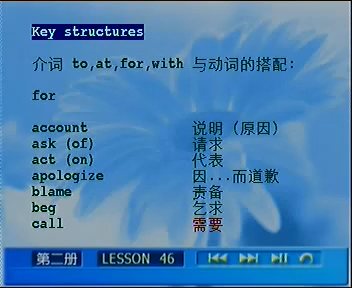 Key structures
介词 to,at,for,with 与动词的搭配:
for
account 说明 (原因)
ask (of) 请求
act (on) 代表
apologize 因...而道歉
blame 责备
beg 乞求
call 需要
第二册 LESSON 46